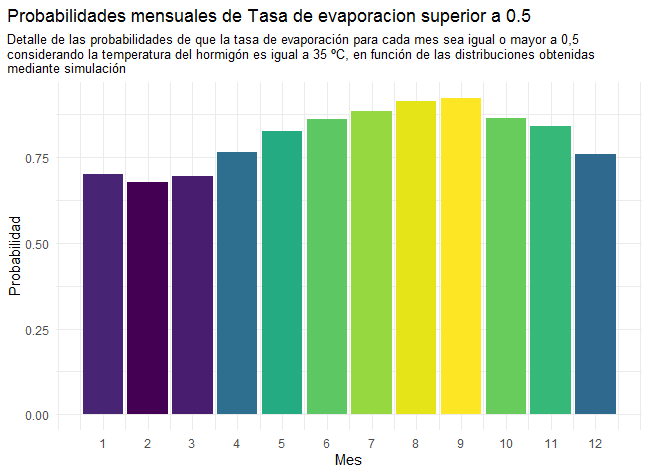 Probabilidades mensuales de Tasa de evaporacion superior a 0.5
Detalle de las probabilidades de que la tasa de evaporación para cada mes sea igual o mayor a 0,5
considerando la temperatura del hormigón es igual a 35 ºC, en función de las distribuciones obtenidas
mediante simulación
Probabilidad
0.75
0.50
0.25
0.00
1 2 3 4 5 6 7 8 9 10 11 12
Mes